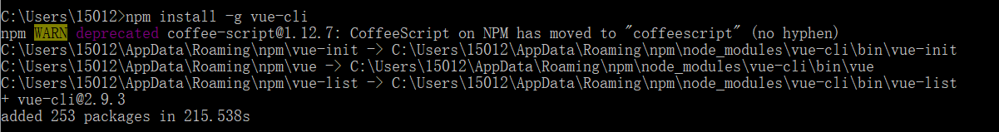 C:\Users\15012>npm install -g vue-cli
npm WARN deprecated coffee-script@1.12.7: CoffeeScript on NPM has moved to "coffeescript" (no hyphen)
C:\Users\15012\AppData\Roaming\npm\vue-init -> C:\Users\15012\AppData\Roaming\npm\node_modules\vue-cli\bin\vue-init
C:\Users\15012\AppData\Roaming\npm\vue -> C:\Users\15012\AppData\Roaming\npm\node_modules\vue-cli\bin\vue
C:\Users\15012\AppData\Roaming\npm\vue-list -> C:\Users\15012\AppData\Roaming\npm\node_modules\vue-cli\bin\vue-list
+ vue-cli@2.9.3
added 253 packages in 215.538s